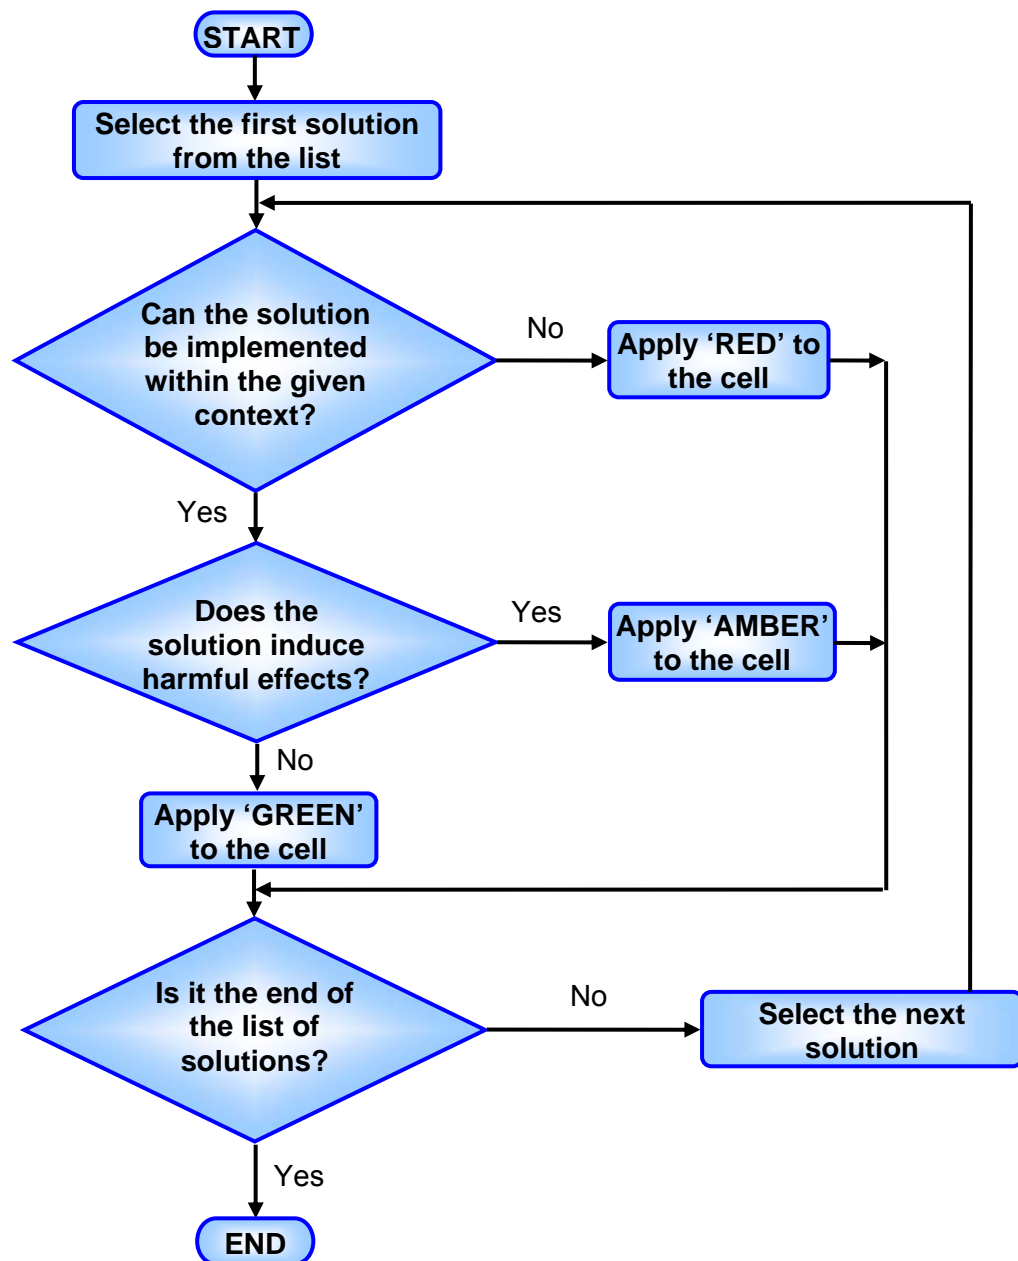 START
Select the first solution
from the list
Can the solution
be implemented
within the given
context?
No
Apply ‘RED’ to
the cell
Yes
Does the
solution induce
harmful effects?
Yes
Apply ‘AMBER’
to the cell
No
Apply ‘GREEN’
to the cell
Is it the end of
the list of
solutions?
No
Select the next
solution
Yes
END